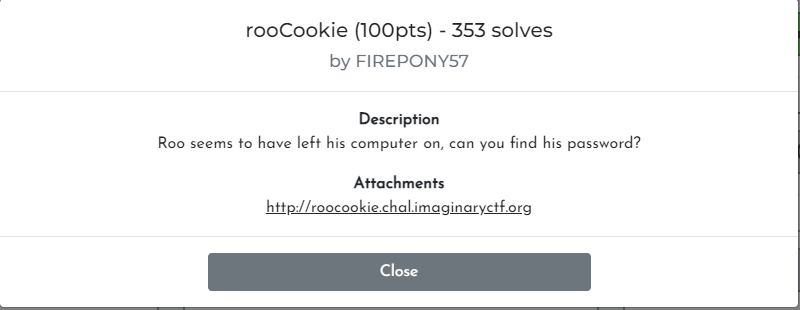 rooCookie (100pts) - 353 solves
by FIREPONY57
Description
Roo seems to have left his computer on, can you find his password?
Attachments
http://roocookie.chal.imaginaryctf.org
Close